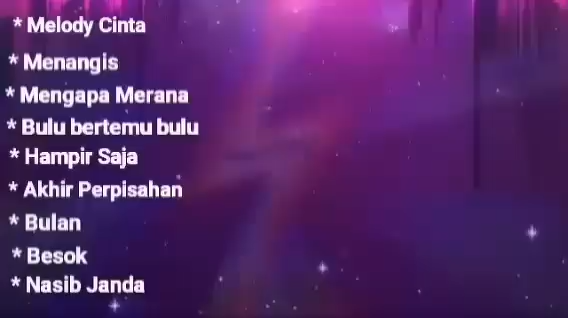 * Melody Cinta
* Menangis
* Mengapa Merana
* Bulu bertemu bulu
* Hampir Saja
* Akhir Perpisahan
* Bulan
* Besok
* Nasib Janda